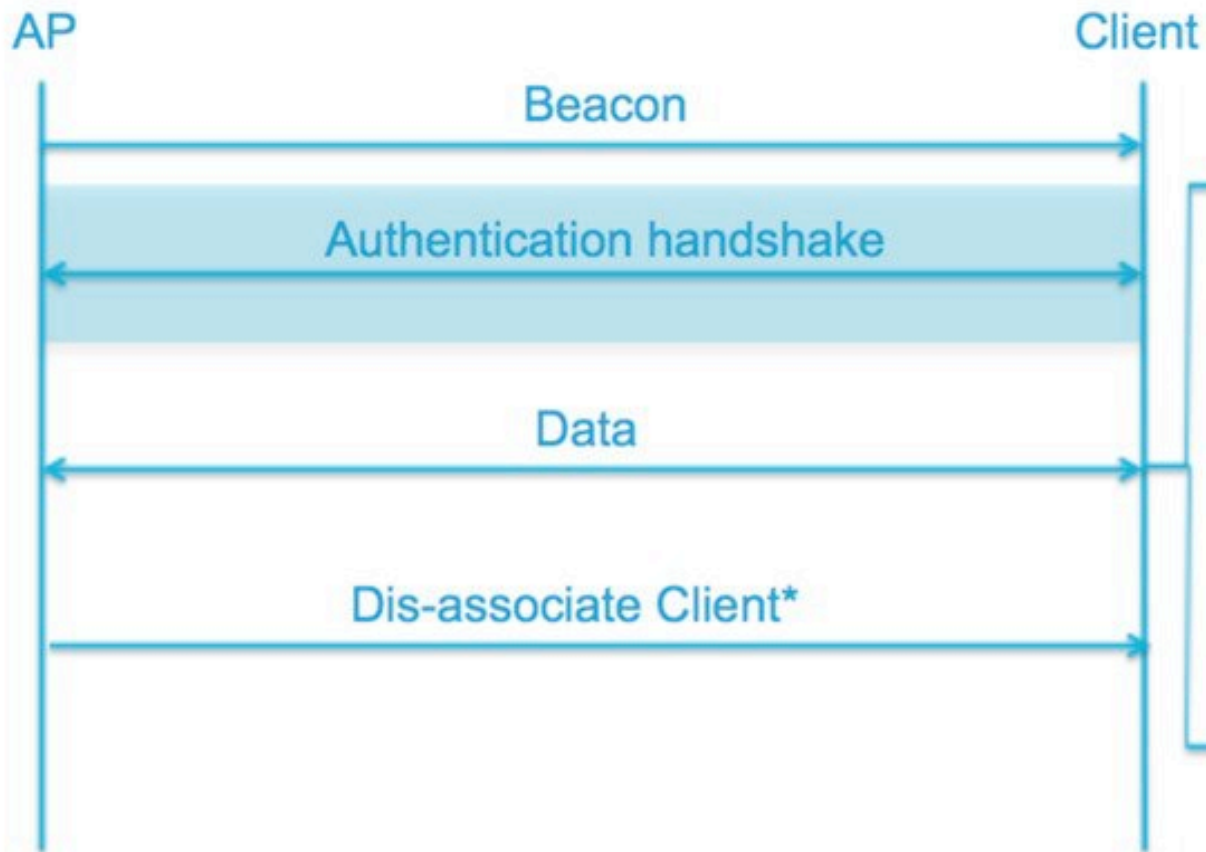 AP
Client
Beacon
Authentication handshake
Data
Dis-associate Client*